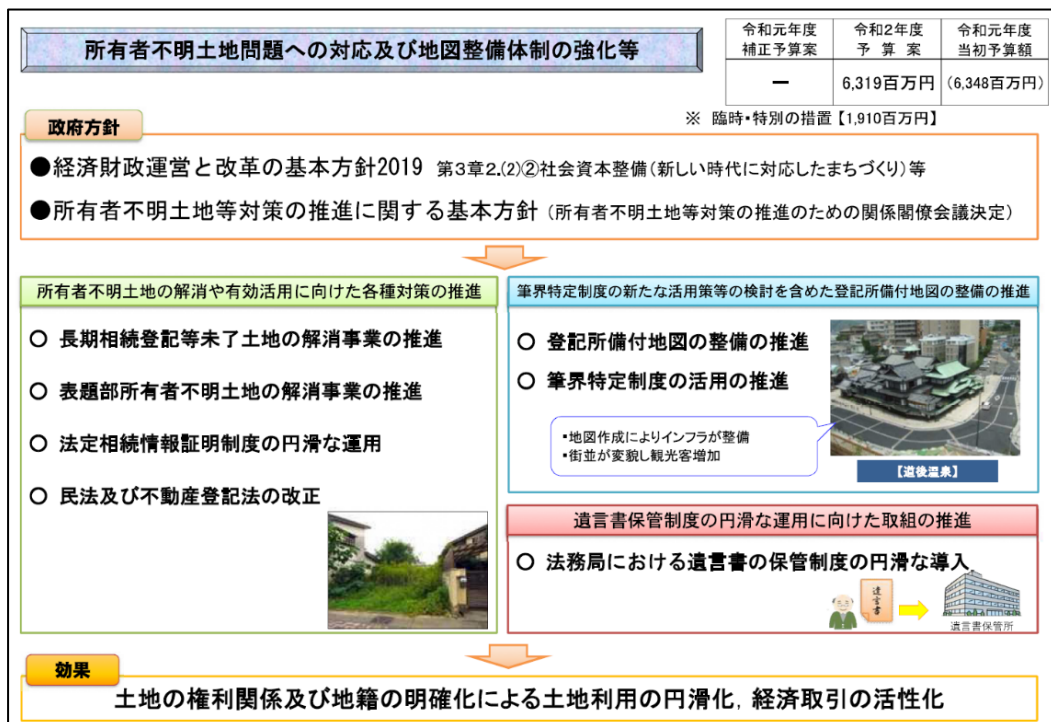 所有者不明土地問題への対応及び地図整備体制の強化等
令和元年度 補正予算案
令和2年度 予算案
令和元年度 当初予算額
ー
6,319百万円
(6,348百万円)
※ 臨時・特別の措置【1,910百万円】
政府方針
●経済財政運営と改革の基本方針2019 第3章2.(2)②社会資本整備(新しい時代に対応したまちづくり)等
●所有者不明土地等対策の推進に関する基本方針(所有者不明土地等対策の推進のための関係閣僚会議決定)
所有者不明土地の解消や有効活用に向けた各種対策の推進
○ 長期相続登記等未了土地の解消事業の推進
○ 表題部所有者不明土地の解消事業の推進
○ 法定相続情報証明制度の円滑な運用
○ 民法及び不動産登記法の改正
筆界特定制度の新たな活用策等の検討を含めた登記所備付地図の整備の推進
○ 登記所備付地図の整備の推進
○ 筆界特定制度の活用の推進
▪地図作成によりインフラが整備
▪街並が変貌し観光客増加
【道後温泉】
遺言書保管制度の円滑な運用に向けた取組の推進
○ 法務局における遺言書の保管制度の円滑な導入
遺言書
遺言書保管所
効果
土地の権利関係及び地籍の明確化による土地利用の円滑化,経済取引の活性化